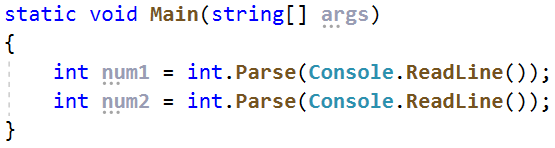 static void Main(string[] args)
{
    int num1 = int.Parse(Console.ReadLine());
    int num2 = int.Parse(Console.ReadLine());
}